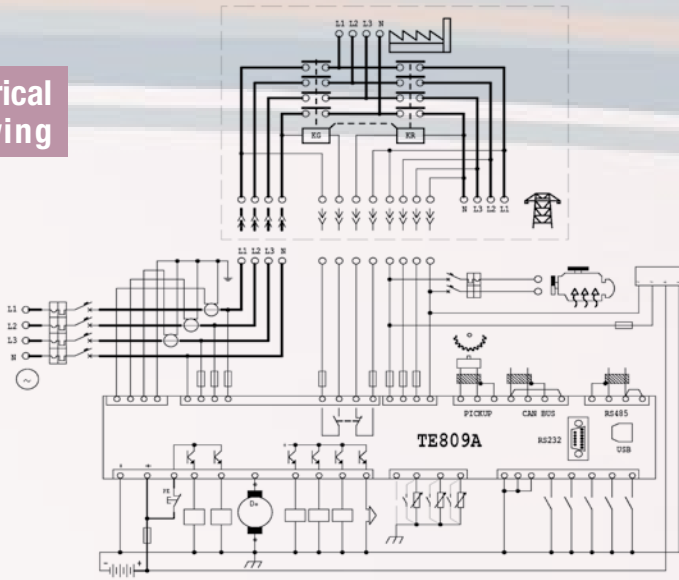 L1 L2 L3 N
rical
wing
KG KR
N L3 L2 L1
L1 L2 L3 N
L1
L2
L3
N
PICKUP CAN BUS RS485
TE809A
RS232
USB
D+